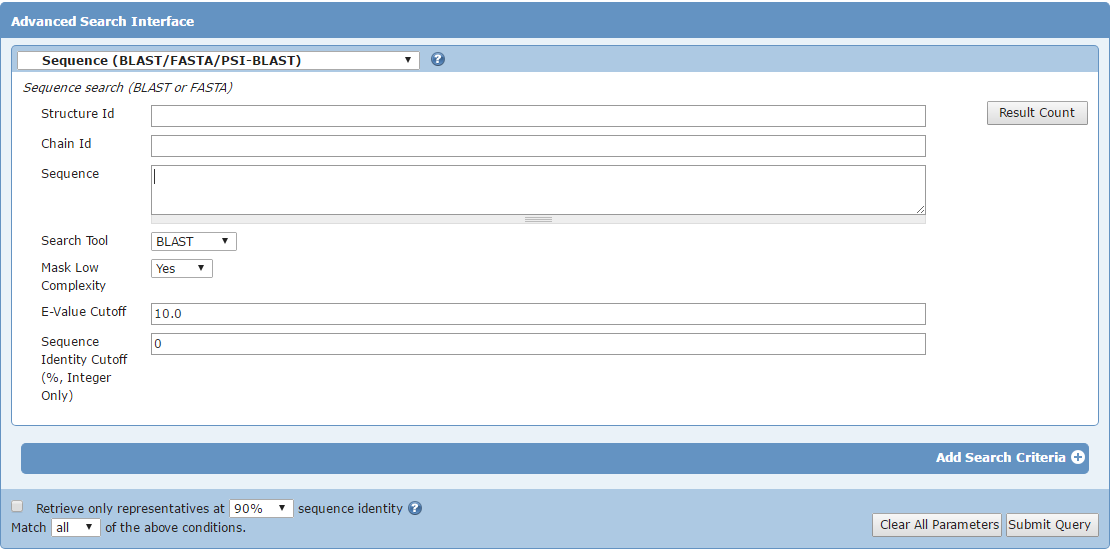 Advanced Search Interface
Sequence (BLAST/FASTA/PSI-BLAST) ▼ ?
Sequence search (BLAST or FASTA)
Structure Id
Result Count
Chain Id
Sequence
Search Tool BLAST ▼
Mask Low
Complexity
Yes ▼
E-Value Cutoff 10.0
Sequence
Identity Cutoff
(%, Integer
Only)
0
Add Search Criteria +
Retrieve only representatives at 90% ▼ sequence identity ?
Match all ▼ of the above conditions.
Clear All Parameters Submit Query